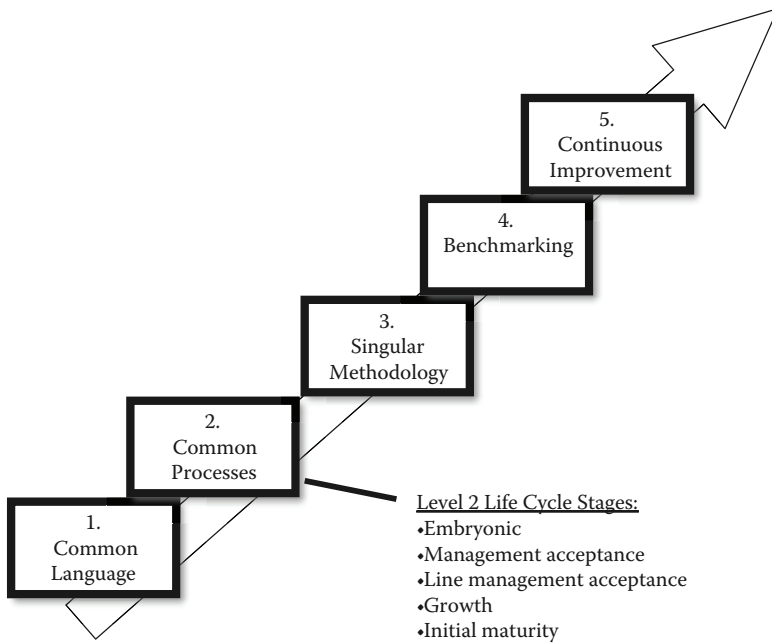 5.
Continuous
Improvement
4.
Benchmarking
3.
Singular
Methodology
2.
Common
Processes
1.
Common
Language
Level 2 Life Cycle Stages:
•Embryonic
•Management acceptance
•Line management acceptance
•Growth
•Initial maturity